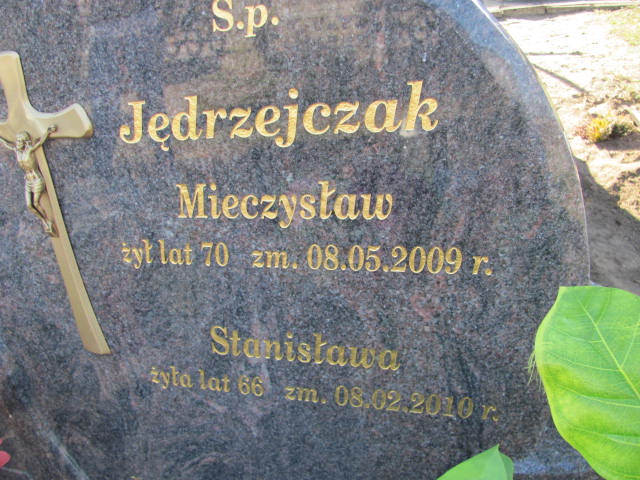 S.p.
Jędrzejczak
Mieczysław
żył lat 70 zm. 08.05.2009 r.
Stanisława
żyła lat 66 zm. 08.02.2010 r.